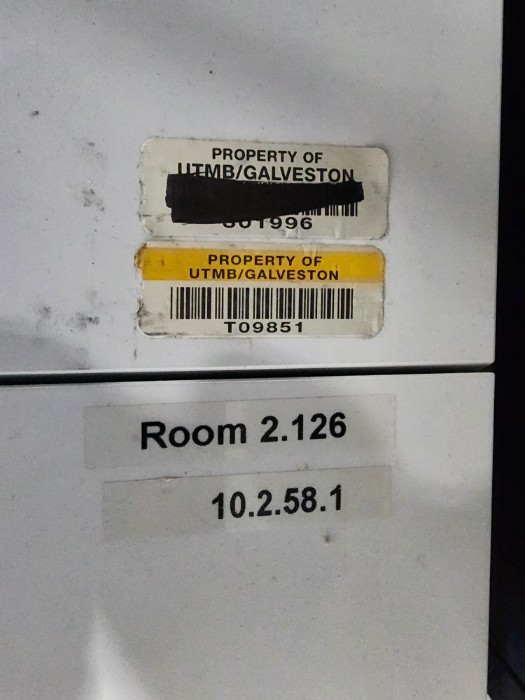 PROPERTY OF
UTMB/GALVESTON
PROPERTY OF
UTMB/GALVESTON
T09851
Room 2.126
10.2.58.1